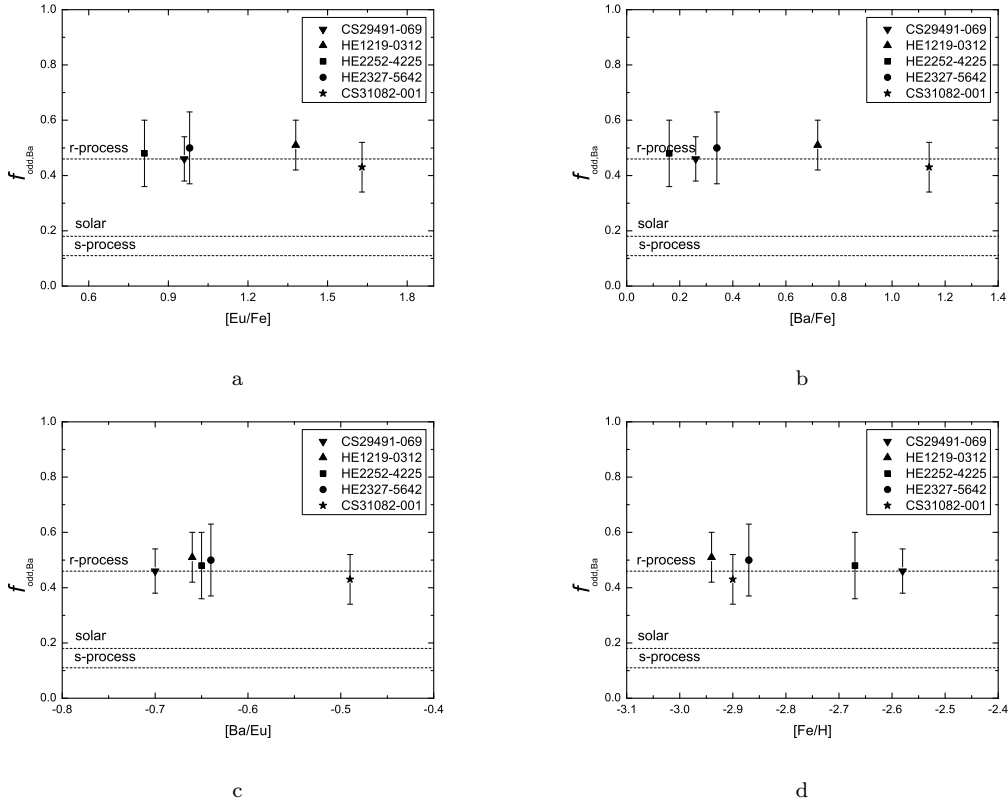 1.0
0.8
0.6
0.4
0.2
0.0
f odd,Ba
CS29491-069
HE1219-0312
HE2252-4225
HE2327-5642
CS31082-001
r-process
solar
s-process
0.6 0.9 1.2 1.5 1.8
[Eu/Fe]
a
1.0
0.8
0.6
0.4
0.2
0.0
f odd,Ba
CS29491-069
HE1219-0312
HE2252-4225
HE2327-5642
CS31082-001
r-process
solar
s-process
0.0 0.2 0.4 0.6 0.8 1.0 1.2 1.4
[Ba/Fe]
b
1.0
0.8
0.6
0.4
0.2
0.0
f odd,Ba
CS29491-069
HE1219-0312
HE2252-4225
HE2327-5642
CS31082-001
r-process
solar
s-process
-0.8 -0.7 -0.6 -0.5 -0.4
[Ba/Eu]
c
1.0
0.8
0.6
0.4
0.2
0.0
f odd,Ba
CS29491-069
HE1219-0312
HE2252-4225
HE2327-5642
CS31082-001
r-process
solar
s-process
-3.1 -3.0 -2.9 -2.8 -2.7 -2.6 -2.5 -2.4
[Fe/H]
d